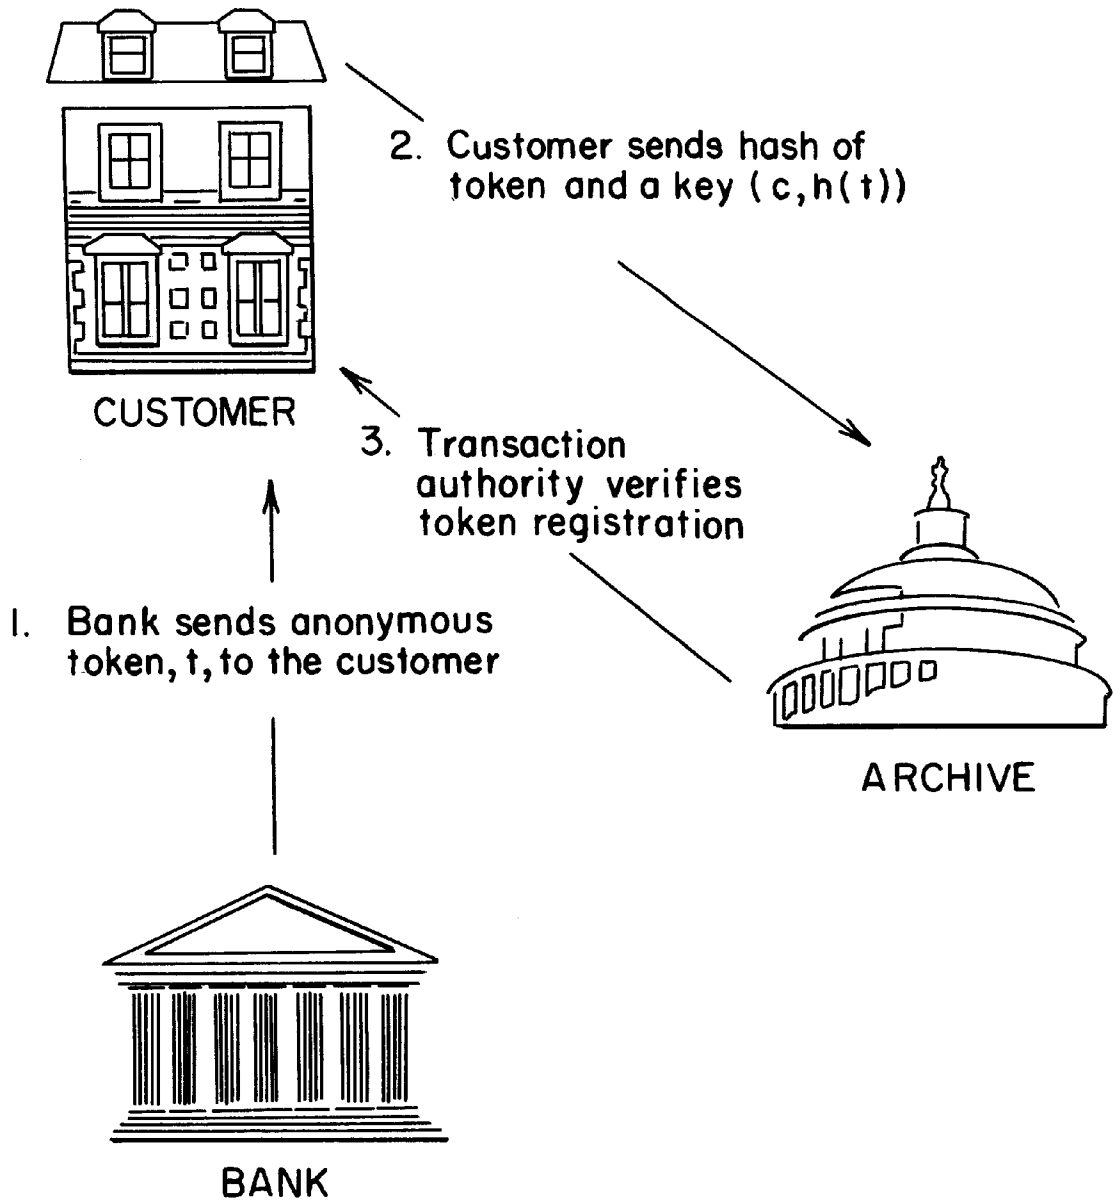 2. Customer sends hash of
token and a key (c,h(t))
CUSTOMER
3. Transaction
authority verifies
token registration
1. Bank sends anonymous
token, t, to the customer
ARCHIVE
BANK